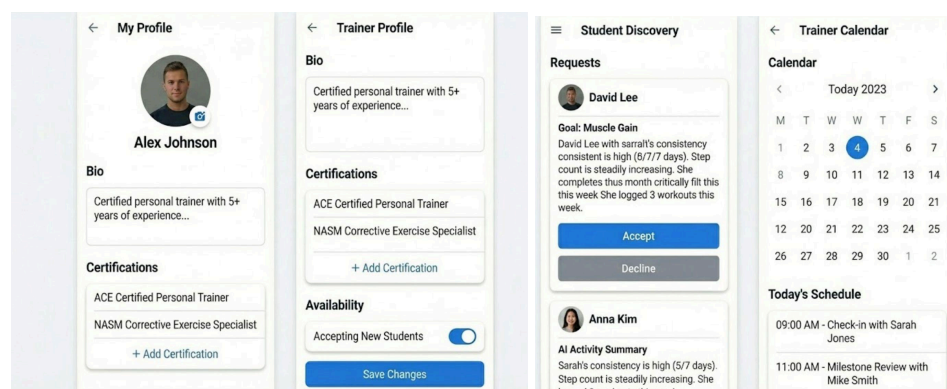 My Profile
Alex Johnson
Bio
Certified personal trainer with 5+
years of experience...
Certifications
ACE Certified Personal Trainer
NASM Corrective Exercise Specialist
+ Add Certification
Trainer Profile
Bio
Certified personal trainer with 5+
years of experience...
Certifications
ACE Certified Personal Trainer
NASM Corrective Exercise Specialist
+ Add Certification
Availability
Accepting New Students
Save Changes
Student Discovery
Requests
David Lee
Goal: Muscle Gain
David Lee with sarralt's consistency
consistent is high (6/7/7 days). Step
count is steadily increasing. She
completes thus month critically filt this
this week She logged 3 workouts this
week.
Accept
Decline
Anna Kim
Al Activity Summary
Sarah's consistency is high (5/7 days).
Step count is steadily increasing. She
Trainer Calendar
Calendar
Today 2023
M T W W T F S
1 2 3 4 5 6 7
8 9 10 11 12 13 14
15 16 17 18 19 20 21
12 20 21 22 23 24 25
26 27 28 29 30 1 2
Today's Schedule
09:00 AM - Check-in with Sarah
Jones
11:00 AM - Milestone Review with
Mike Smith